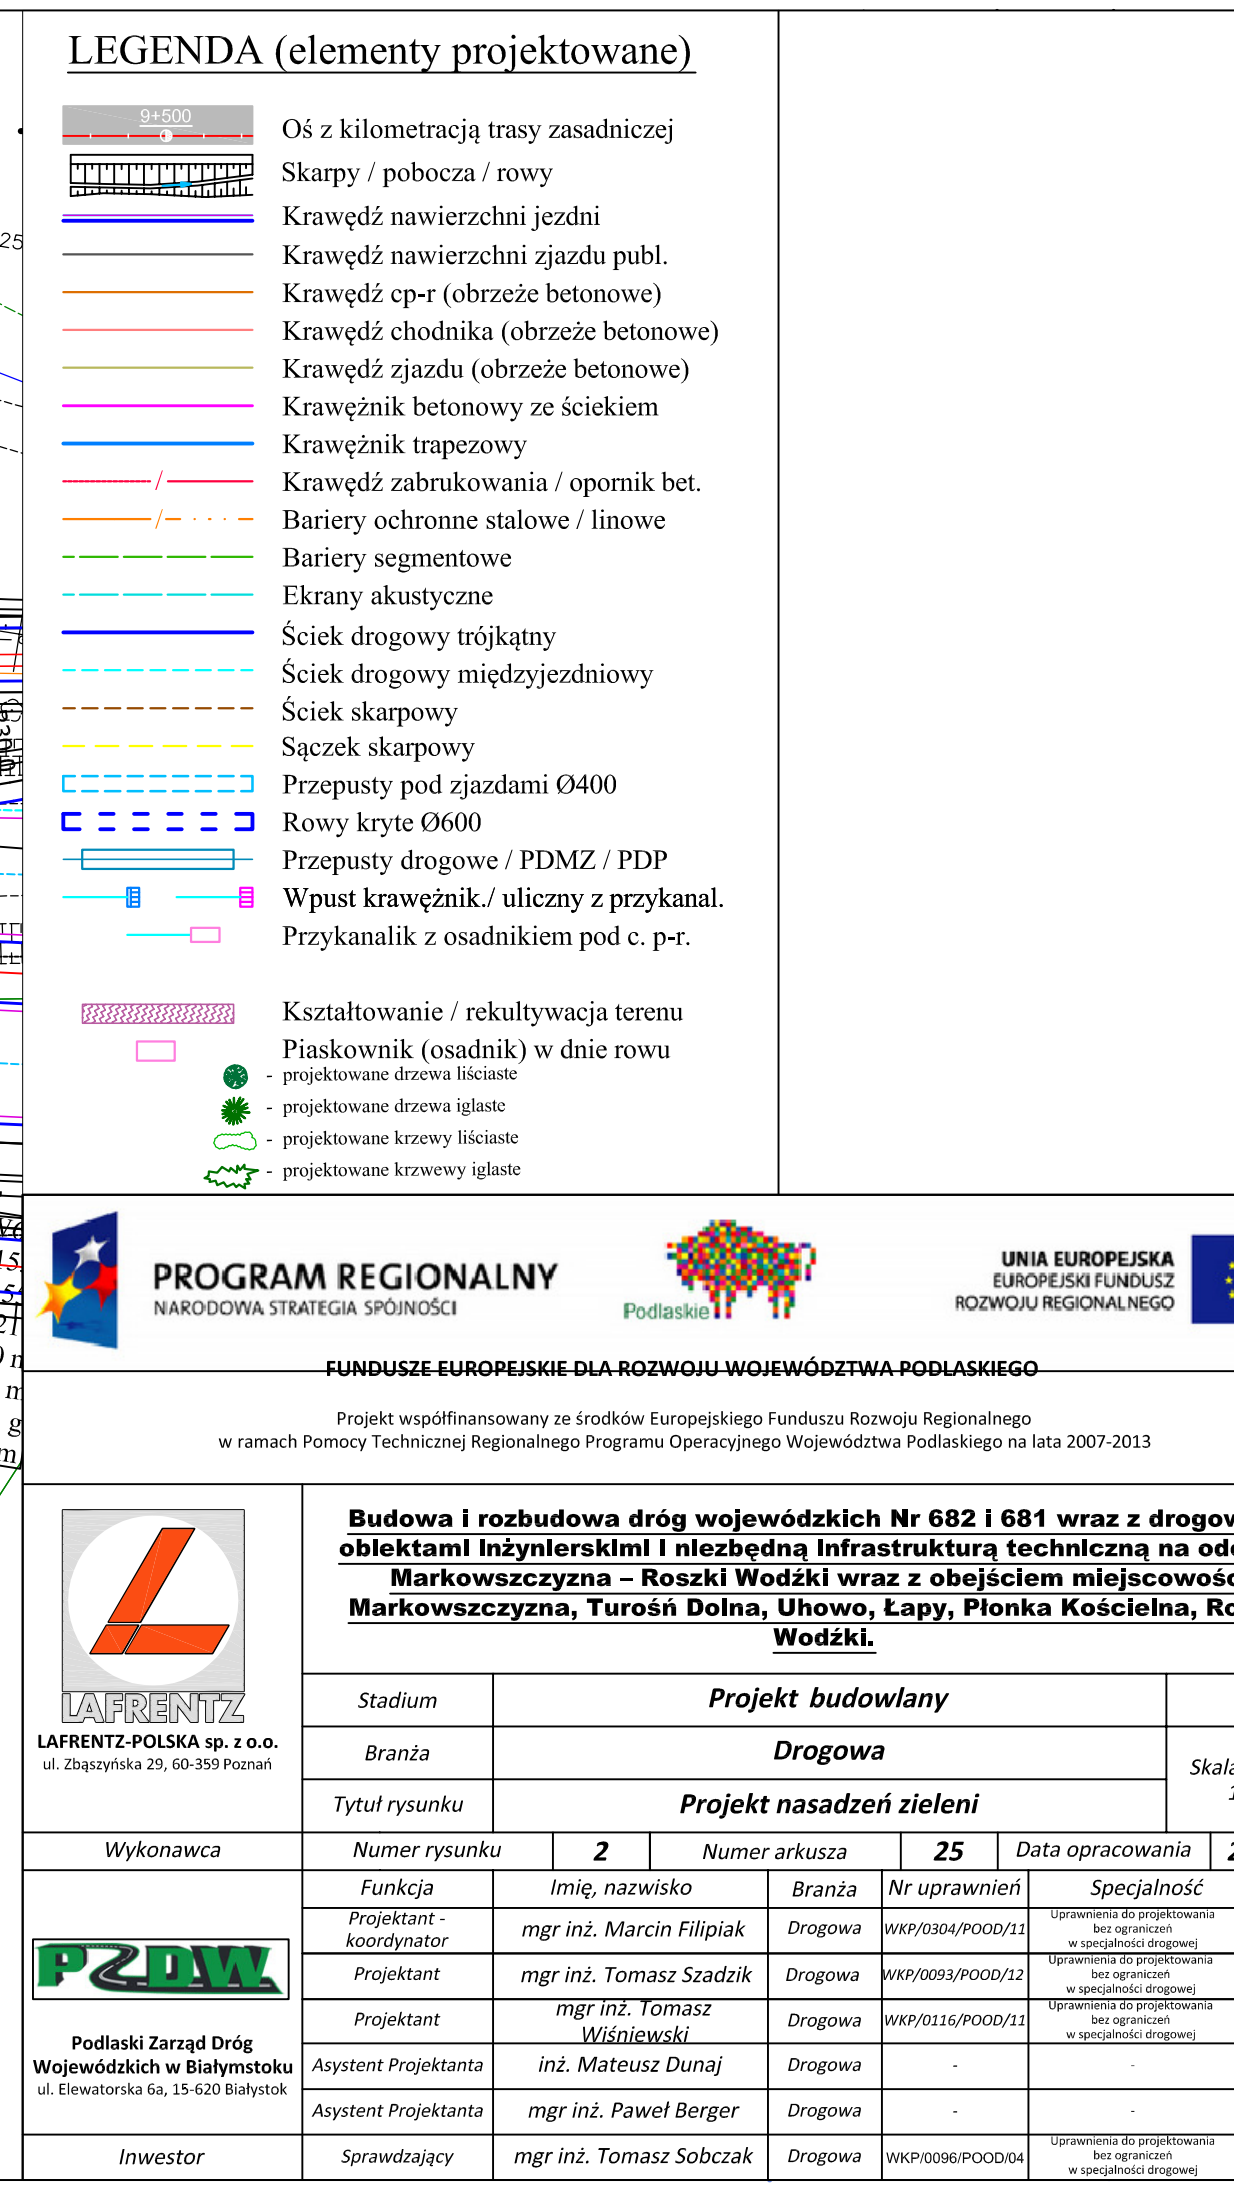 LEGENDA (elementy projektowane)
9+500
Oś z kilometracją trasy zasadniczej
Skarpy / pobocza / rowy
Krawędź nawierzchni jezdni
Krawędź nawierzchni zjazdu publ.
Krawędź cp-r (obrzeże betonowe)
Krawędź chodnika (obrzeże betonowe)
Krawędź zjazdu (obrzeże betonowe)
Krawężnik betonowy ze ściekiem
Krawężnik trapezowy
Krawędź zabrukowania / opornik bet.
Bariery ochronne stalowe / linowe
Bariery segmentowe
Ekrany akustyczne
Ściek drogowy trójkątny
Ściek drogowy międzyjezdniowy
Ściek skarpowy
Sączek skarpowy
Przepusty pod zjazdami Ø400
Rowy kryte Ø600
Przepusty drogowe / PDMZ / PDP
Wpust krawężnik./ uliczny z przykanal.
Przykanalik z osadnikiem pod c. p-r.
Kształtowanie / rekultywacja terenu
Piaskownik (osadnik) w dnie rowu
- projektowane drzewa liściaste
- projektowane drzewa iglaste
- projektowane krzewy liściaste
- projektowane krzwewy iglaste
25
PROGRAM REGIONALNY
NARODOWA STRATEGIA SPÓJNOŚCI
Podlaskie
UNIA EUROPEJSKA
EUROPEJSKI FUNDUSZ
ROZWOJU REGIONALNEGO
FUNDUSZE EUROPEJSKIE DLA ROZWOJU WOJEWÓDZTWA PODLASKIEGO
Projekt współfinansowany ze środków Europejskiego Funduszu Rozwoju Regionalnego
w ramach Pomocy Technicznej Regionalnego Programu Operacyjnego Województwa Podlaskiego na lata 2007-2013
LAFRENTZ
LAFRENTZ-POLSKA sp. z o.o.
ul. Zbąszyńska 29, 60-359 Poznań
Budowa i rozbudowa dróg wojewódzkich Nr 682 i 681 wraz z drogow
obiektami inżynierskimi i niezbędną infrastrukturą techniczną na odc
Markowszczyzna – Roszki Wodźki wraz z obejściem miejscowoś
Markowszczyzna, Turośń Dolna, Uhowo, Łapy, Płonka Kościelna, Ro
Wodźki.
Stadium Projekt budowlany
Branża Drogowa
Skala
1
Tytuł rysunku Projekt nasadzeń zieleni
Wykonawca Numer rysunku 2 Numer arkusza 25 Data opracowania 2
Funkcja Imię, nazwisko Branża Nr uprawnień Specjalność
Projektant - koordynator mgr inż. Marcin Filipiak Drogowa WKP/0304/POOD/11 Uprawnienia do projektowania bez ograniczeń w specjalności drogowej
Projektant mgr inż. Tomasz Szadzik Drogowa WKP/0093/POOD/12 Uprawnienia do projektowania bez ograniczeń w specjalności drogowej
Projektant mgr inż. Tomasz Wiśniewski Drogowa WKP/0116/POOD/11 Uprawnienia do projektowania bez ograniczeń w specjalności drogowej
Asystent Projektanta inż. Mateusz Dunaj Drogowa - -
Asystent Projektanta mgr inż. Paweł Berger Drogowa - -
Sprawdzający mgr inż. Tomasz Sobczak Drogowa WKP/0096/POOD/04 Uprawnienia do projektowania bez ograniczeń w specjalności drogowej
PZDW
Podlaski Zarząd Dróg
Wojewódzkich w Białymstoku
ul. Elewatorska 6a, 15-620 Białystok
Inwestor